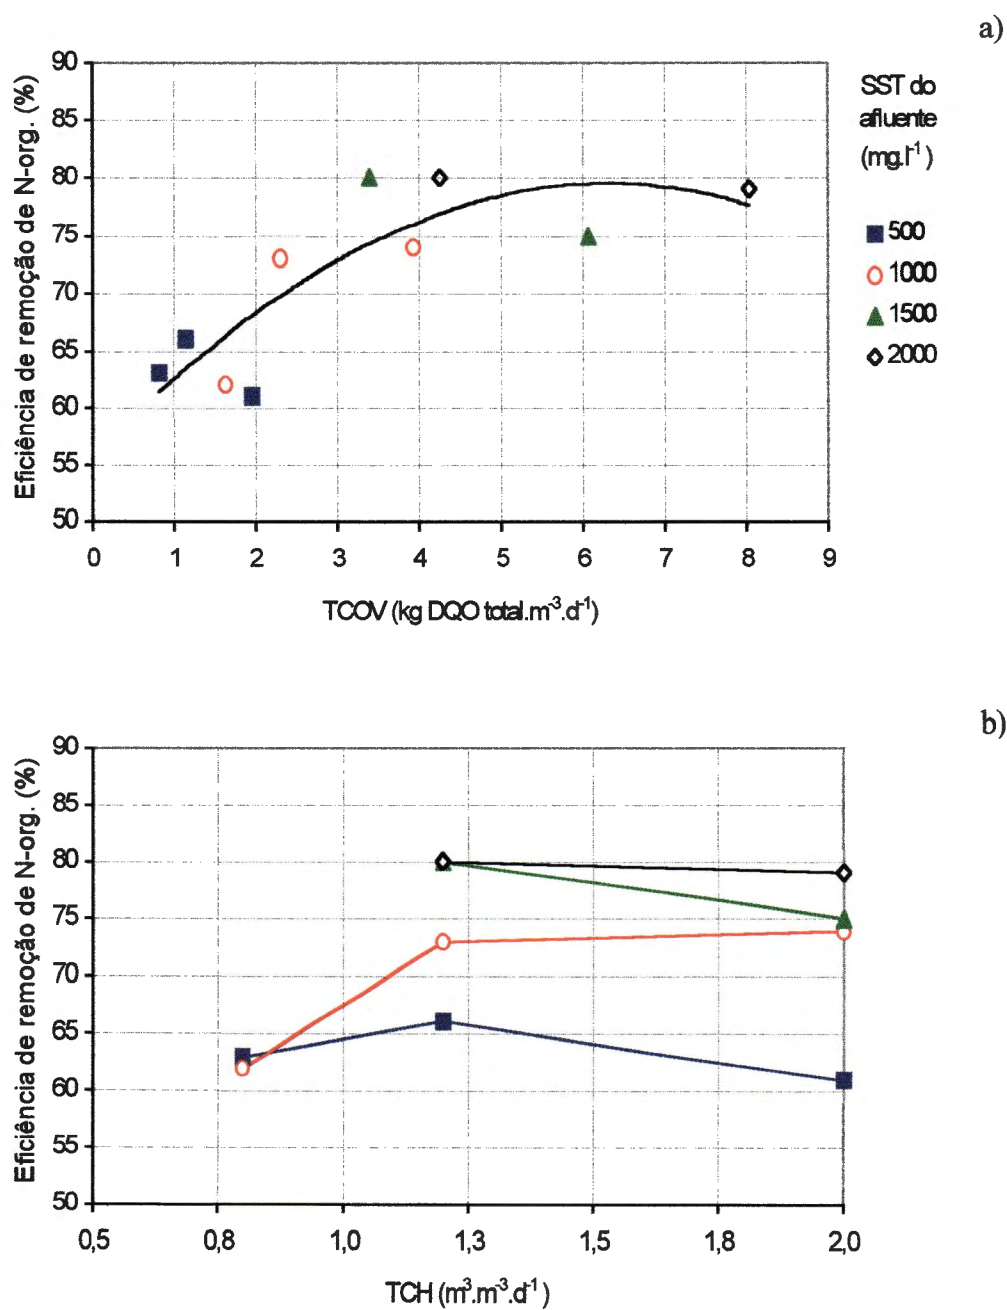 a)
90
85
80
75
70
65
60
55
50
Eficiência de remoção de N-org. (%)
0 1 2 3 4 5 6 7 8 9
TCOV (kg DQO total.m⁻³.d⁻¹)
SST do
afluente
(mg.l⁻¹)
500
1000
1500
2000
b)
90
85
80
75
70
65
60
55
50
Eficiência de remoção de N-org. (%)
0,5 0,8 1,0 1,3 1,5 1,8 2,0
TCH (m³.m⁻³.d⁻¹)